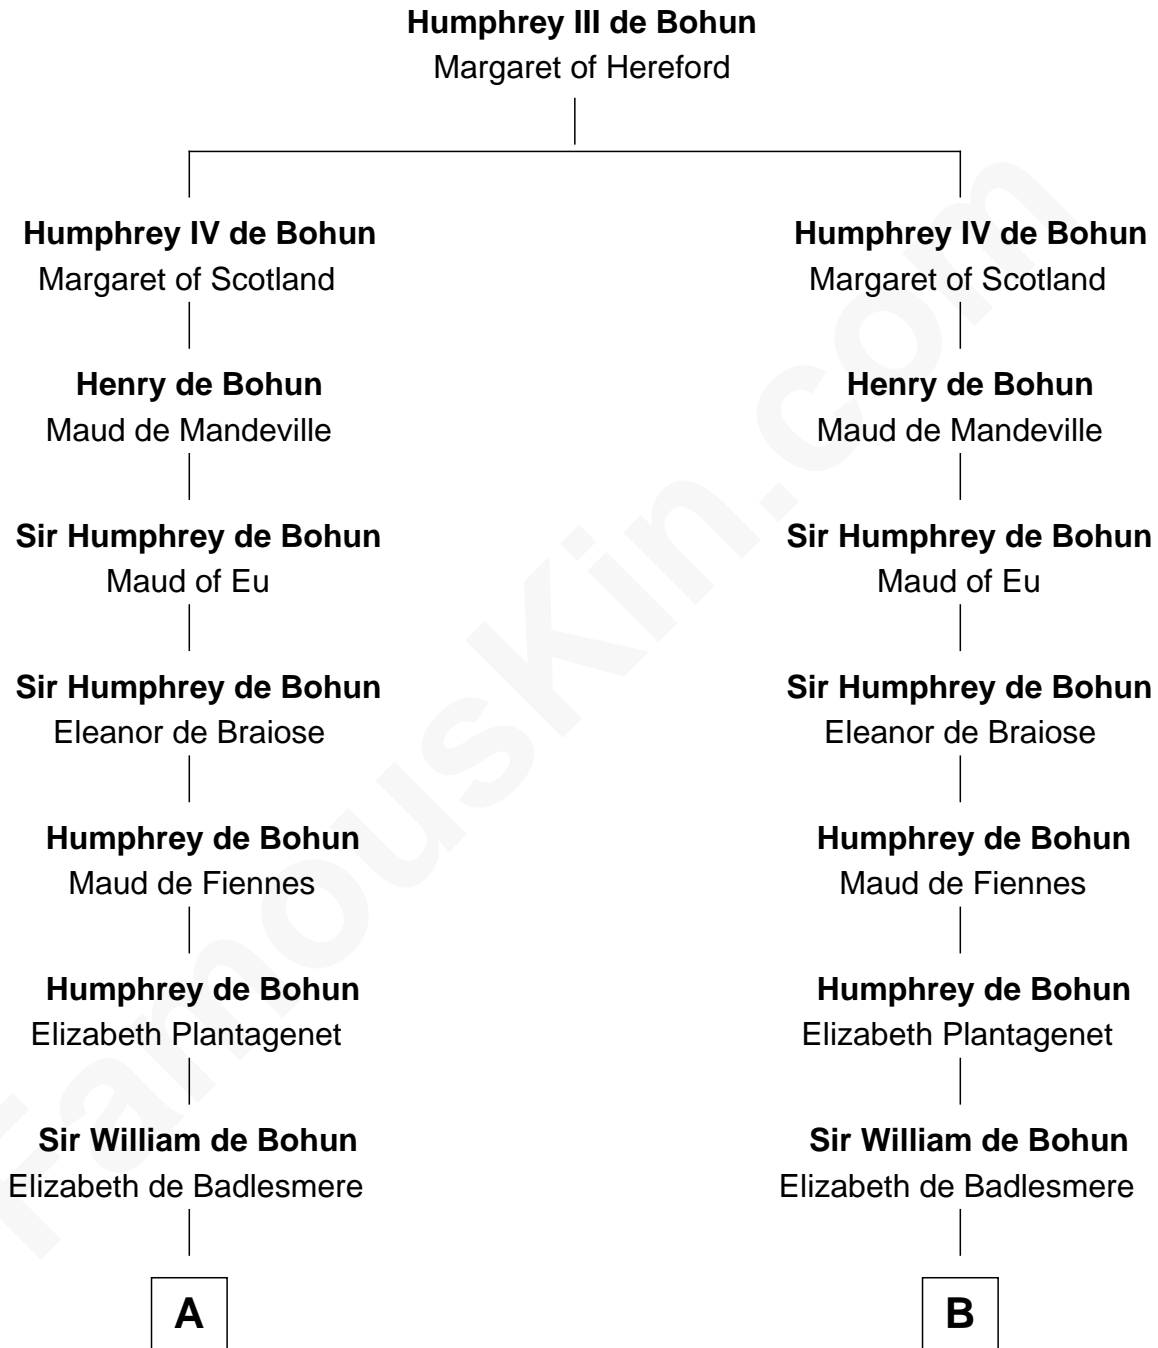 Humphrey III de Bohun
Margaret of Hereford
Humphrey IV de Bohun
Margaret of Scotland
Henry de Bohun
Maud de Mandeville
Sir Humphrey de Bohun
Maud of Eu
Sir Humphrey de Bohun
Eleanor de Braiose
Humphrey de Bohun
Maud de Fiennes
Humphrey de Bohun
Elizabeth Plantagenet
Sir William de Bohun
Elizabeth de Badlesmere
A
Humphrey IV de Bohun
Margaret of Scotland
Henry de Bohun
Maud de Mandeville
Sir Humphrey de Bohun
Maud of Eu
Sir Humphrey de Bohun
Eleanor de Braiose
Humphrey de Bohun
Maud de Fiennes
Humphrey de Bohun
Elizabeth Plantagenet
Sir William de Bohun
Elizabeth de Badlesmere
B
FamousKin.com